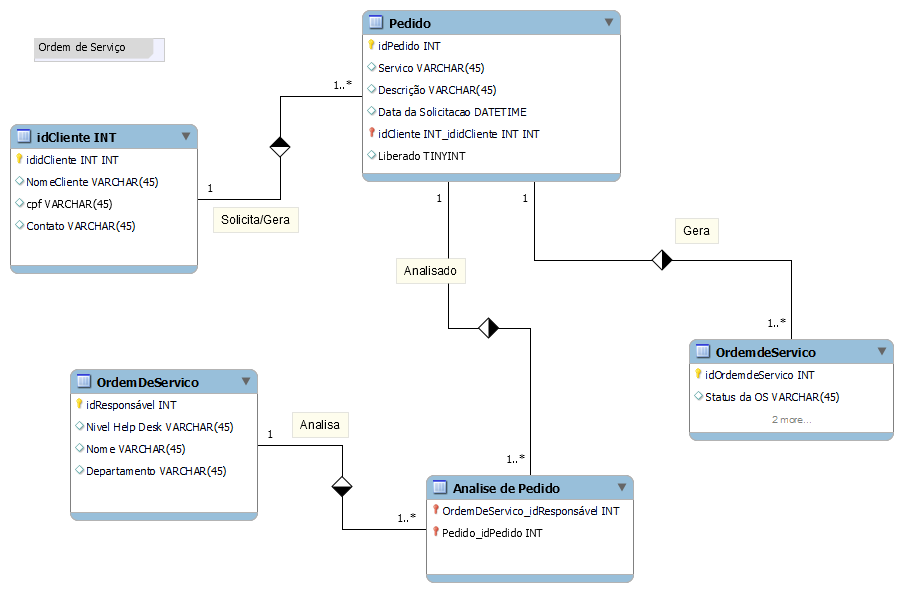 Ordem de Serviço
Pedido
idPedido INT
Servico VARCHAR(45)
Descrição VARCHAR(45)
Data da Solicitacao DATETIME
idCliente INT_ididCliente INT INT
Liberado TINYINT
1..*
idCliente INT
ididCliente INT INT
NomeCliente VARCHAR(45)
cpf VARCHAR(45)
Contato VARCHAR(45)
1
Solicita/Gera
1
1
Analisado
Gera
1..*
OrdemdeServico
idOrdemdeServico INT
Status da OS VARCHAR(45)
2 more...
OrdemDeServico
idResponsável INT
Nivel Help Desk VARCHAR(45)
Nome VARCHAR(45)
Departamento VARCHAR(45)
1
Analisa
1..*
1..*
Analise de Pedido
OrdemDeServico_idResponsável INT
Pedido_idPedido INT